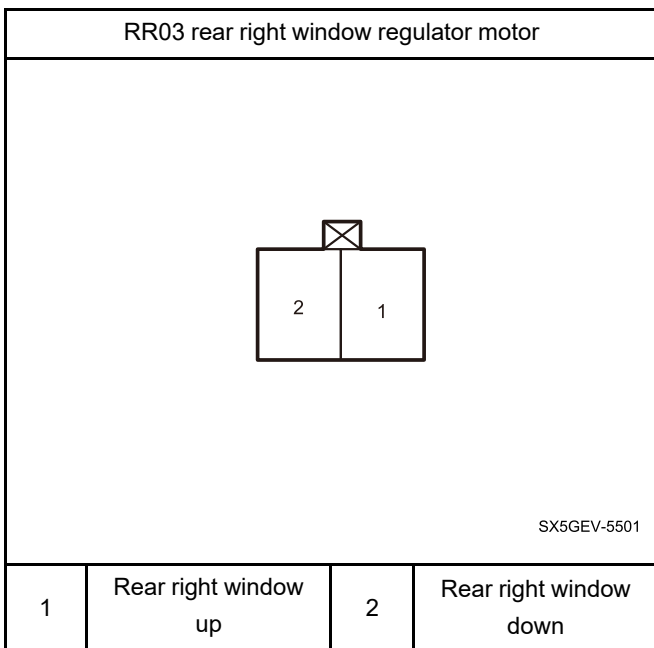 RR03 rear right window regulator motor
2 1
SX5GEV-5501
1 Rear right window up 2 Rear right window down